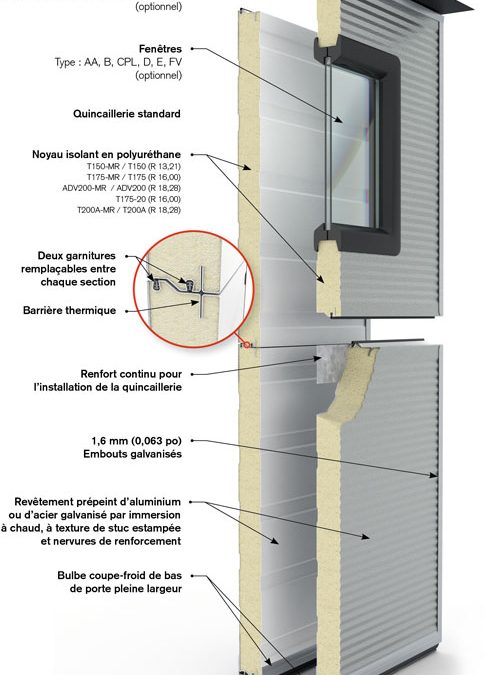 (optionnel)
Fenêtres
Type : AA, B, CPL, D, E, FV
(optionnel)
Quincaillerie standard
Noyau isolant en polyuréthane
T150-MR / T150 (R 13,21)
T175-MR / T175 (R 16,00)
ADV200-MR / ADV200 (R 18,28)
T175-20 (R 16,00)
T200A-MR / T200A (R 18,28)
Deux garnitures
remplaçables entre
chaque section
Barrière thermique
Renfort continu pour
l'installation de la quincaillerie
1,6 mm (0,063 po)
Embouts galvanisés
Revêtement prépeint d'aluminium
ou d'acier galvanisé par immersion
à chaud, à texture de stuc estampée
et nervures de renforcement
Bulbe coupe-froid de bas
de porte pleine largeur